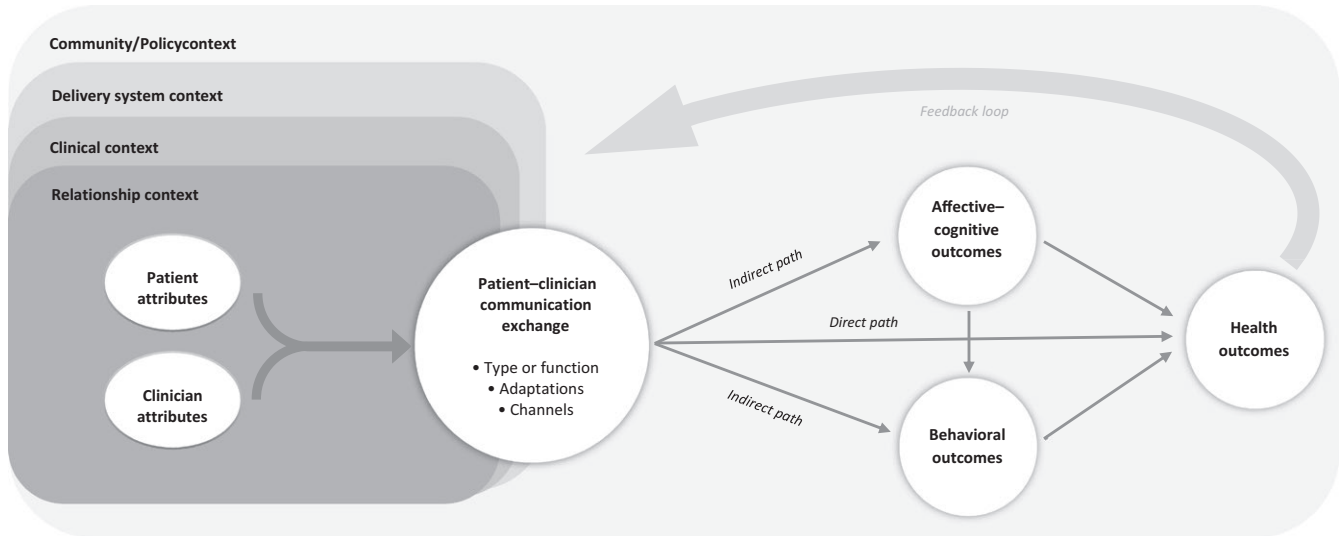 Community/Policycontext
Delivery system context
Clinical context
Relationship context
Patient
attributes
Clinician
attributes
Patient–clinician
communication
exchange
• Type or function
• Adaptations
• Channels
Indirect path
Direct path
Indirect path
Feedback loop
Affective–
cognitive
outcomes
Behavioral
outcomes
Health
outcomes